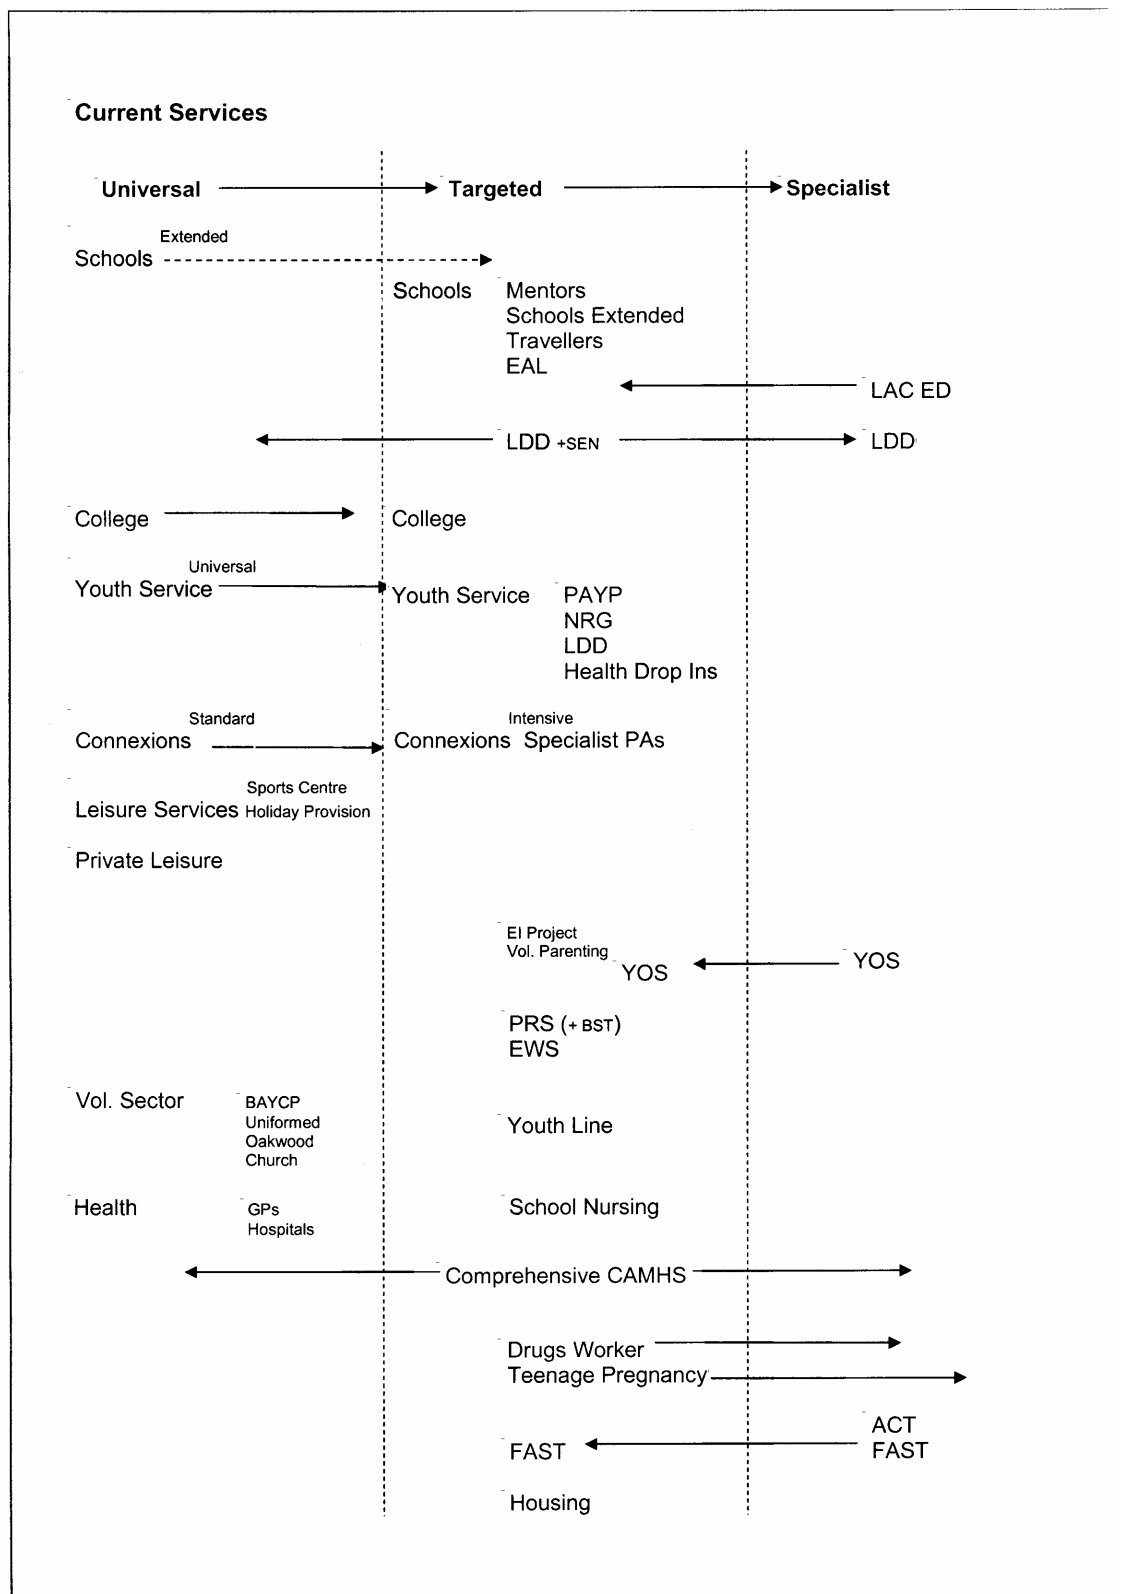 Current Services
Universal Targeted Specialist
Extended
Schools
Schools Mentors
Schools Extended
Travellers
EAL
LAC ED
LDD +SEN LDD
College College
Universal
Youth Service Youth Service PAYP
NRG
LDD
Health Drop Ins
Standard Intensive
Connexions Connexions Specialist PAs
Sports Centre
Leisure Services Holiday Provision
Private Leisure
EI Project
Vol. Parenting
YOS YOS
PRS (+ BST)
EWS
Vol. Sector BAYCP
Uniformed
Youth Line
Oakwood
Church
Health GPs School Nursing
Hospitals
Comprehensive CAMHS
Drugs Worker
Teenage Pregnancy
ACT
FAST FAST
Housing